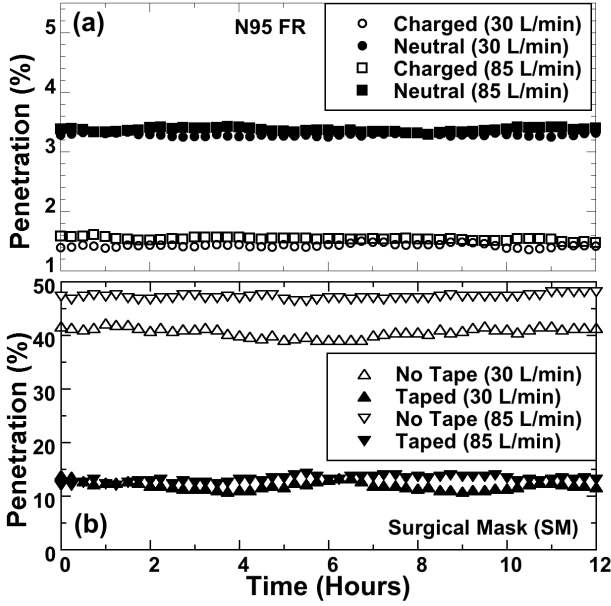 (a)
N95 FR
Charged (30 L/min)
Neutral (30 L/min)
Charged (85 L/min)
Neutral (85 L/min)
Penetration (%)
5
4
3
2
1
50
40
30
20
10
0
Penetration (%)
No Tape (30 L/min)
Taped (30 L/min)
No Tape (85 L/min)
Taped (85 L/min)
(b)
Surgical Mask (SM)
0 2 4 6 8 10 12
Time (Hours)